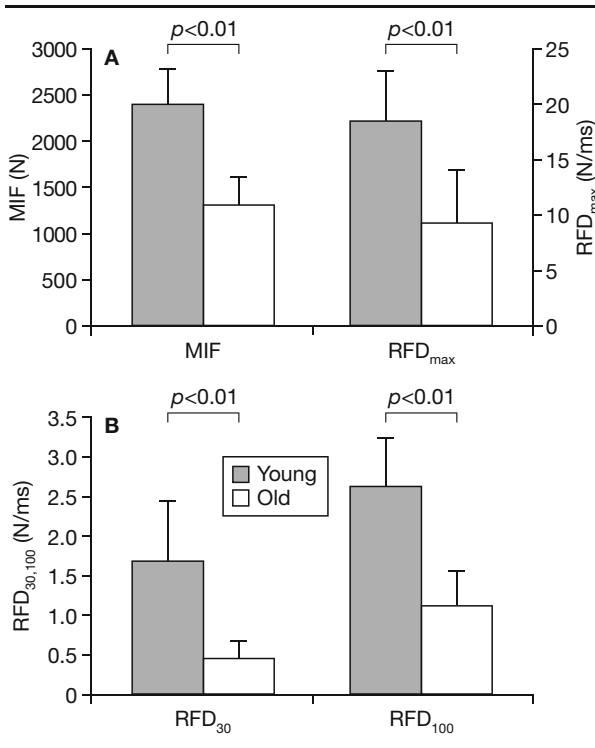 p<0.01 p<0.01
A
MIF (N)
3000
2500
2000
1500
1000
500
0
25
20
15
10
5
0
RFDmax (N/ms)
MIF RFDmax
p<0.01 p<0.01
B
RFD30,100 (N/ms)
3.5
3.0
2.5
2.0
1.5
1.0
0.5
0
Young
Old
RFD30 RFD100